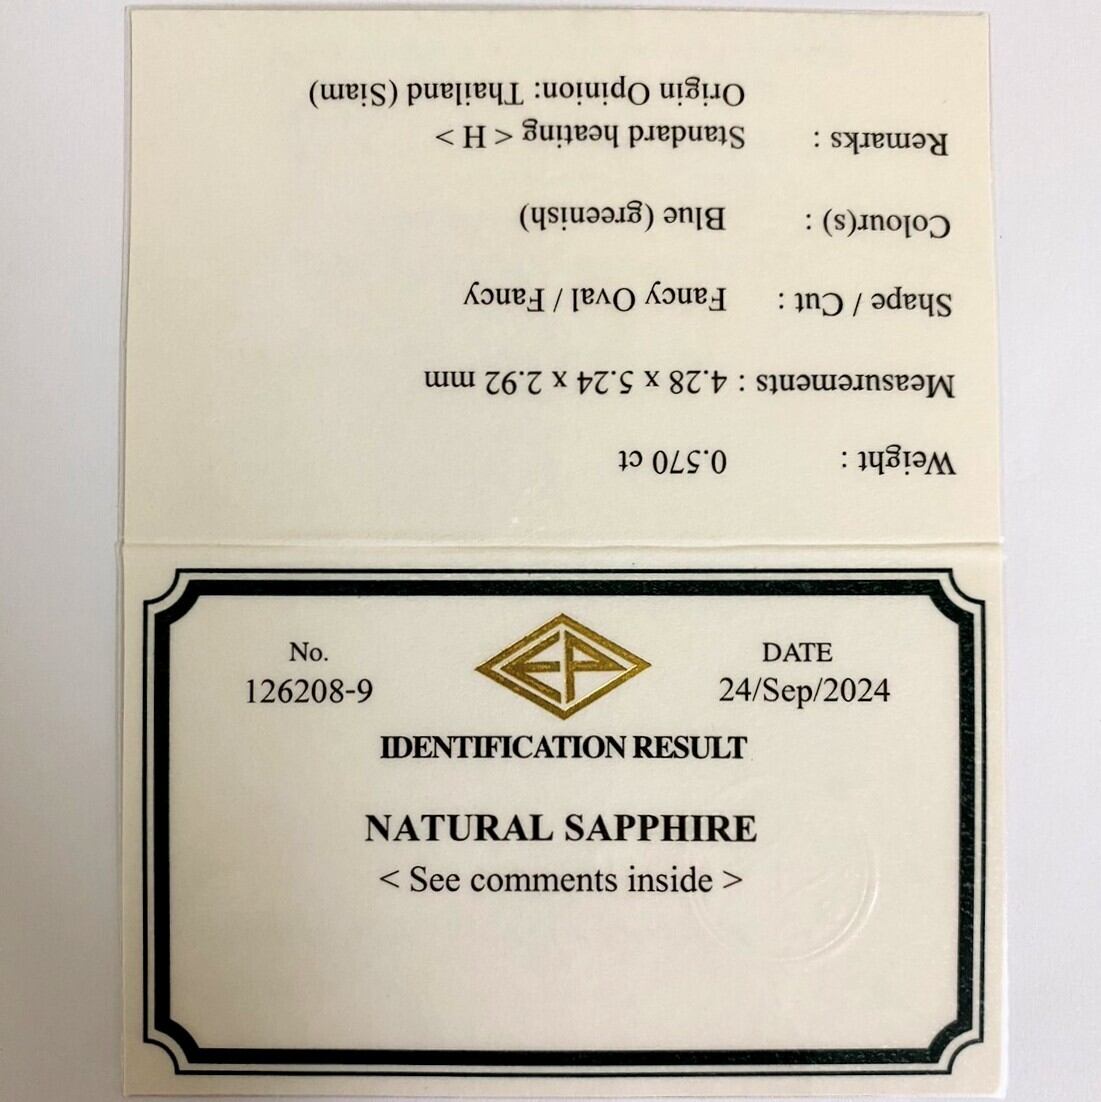 Weight : 0.570 ct
Measurements : 4.28 x 5.24 x 2.92 mm
Shape / Cut : Fancy Oval / Fancy
Colour(s) : Blue (greenish)
Remarks : Standard heating < H >
Origin Opinion: Thailand (Siam)
No. EP DATE
126208-9 24/Sep/2024
IDENTIFICATION RESULT
NATURAL SAPPHIRE
< See comments inside >